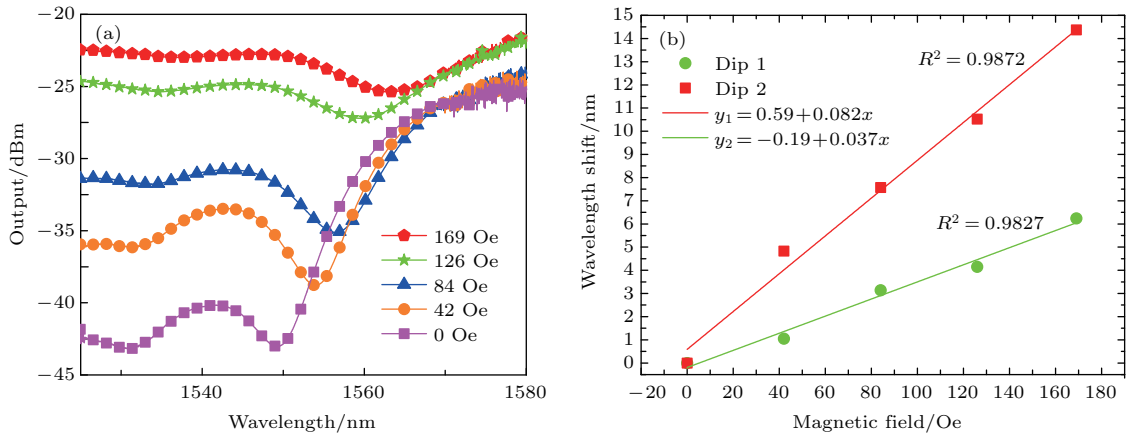 (a)
−20
−25
−30
−35
−40
−45
Output/dBm
1540
1560
1580
Wavelength/nm
169 Oe
126 Oe
84 Oe
42 Oe
0 Oe
(b)
15
14
13
12
11
10
9
8
7
6
5
4
3
2
1
0
Wavelength shift/nm
Dip 1
Dip 2
y₁=0.59+0.082x
y₂=−0.19+0.037x
R²=0.9872
R²=0.9827
−20
0
20
40
60
80
100
120
140
160
180
Magnetic field/Oe